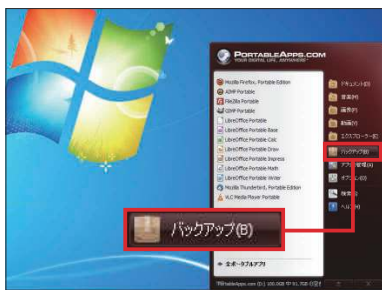 PORTABLEAPPS.COM
YOUR DIGITAL LIFE, ANYWHERE
Mozilla Firefox, Portable Edition
AIMP Portable
FileZilla Portable
GIMP Portable
LibreOffice Portable
LibreOffice Portable Base
LibreOffice Portable Calc
LibreOffice Portable Draw
LibreOffice Portable Impress
LibreOffice Portable Math
LibreOffice Portable Writer
Mozilla Thunderbird, Portable Edition
VLC Media Player Portable
全ポータブルアプリ
ドキュメント(D)
音楽(M)
画像(P)
動画(V)
エクスプローラー(E)
バックアップ(B)
アプリ管理(A)
オプション(O)
検索(S)
ヘルプ(H)
バックアップ(B)